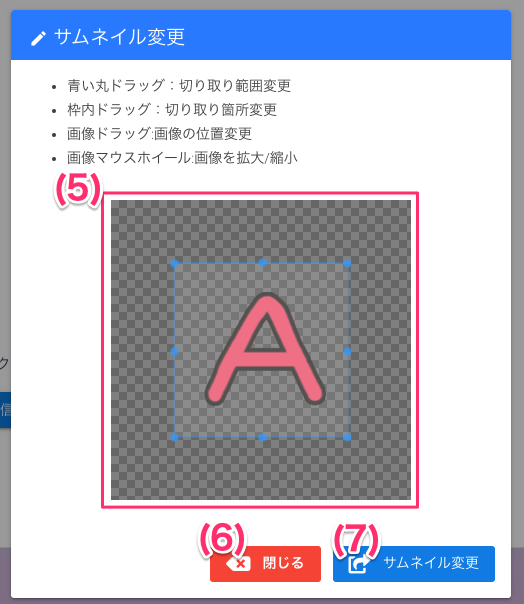 サムネイル変更
青い丸ドラッグ：切り取り範囲変更
枠内ドラッグ：切り取り箇所変更
画像ドラッグ:画像の位置変更
画像マウスホイール:画像を拡大/縮小
(5)
ク
信
A
(6)
(7)
閉じる
サムネイル変更